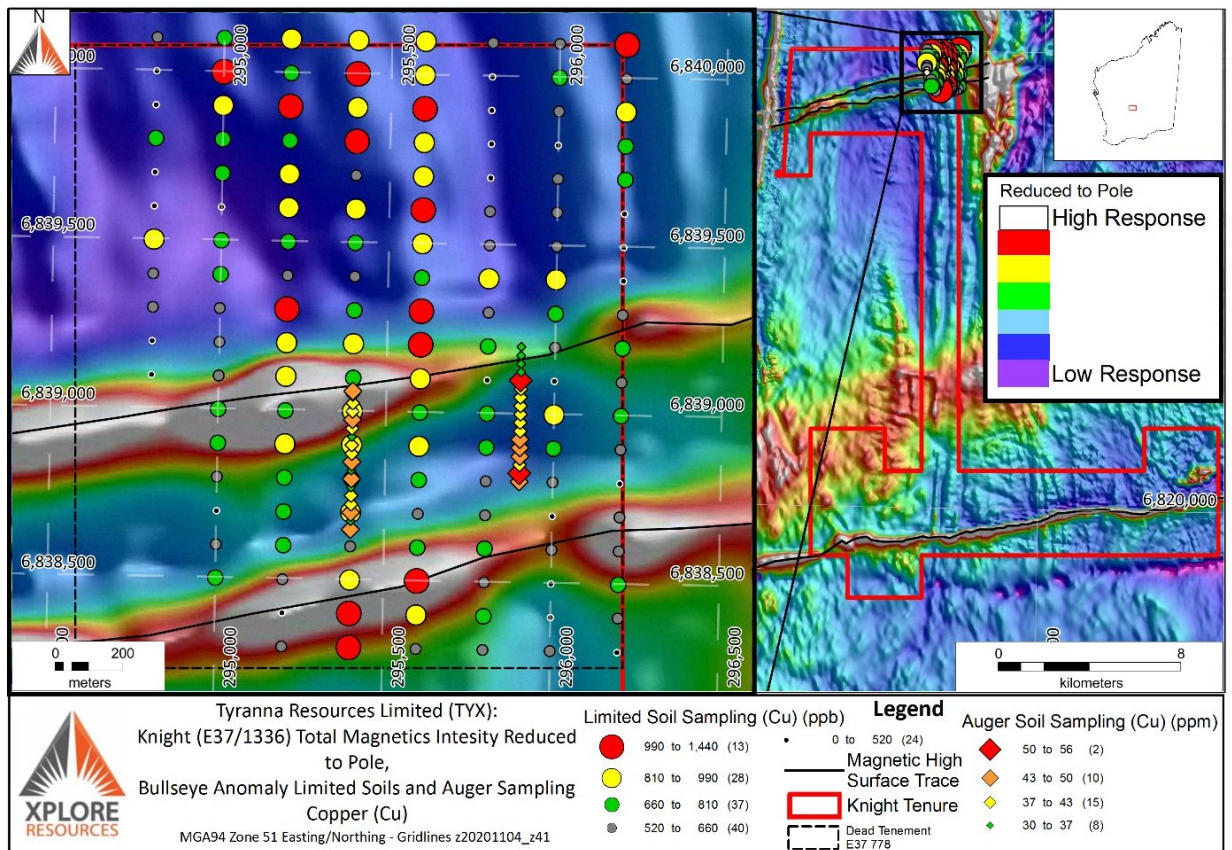 N
295,000
295,500
296,000
6,840,000
6,839,500
6,839,500
6,839,000
6,839,000
6,838,500
6,838,500
295,000
295,500
296,000
296,500
0 200
meters
Reduced to Pole
High Response
Low Response
6,820,000
0 8
kilometers
XPLORE
RESOURCES
Tyranna Resources Limited (TYX):
Knight (E37/1336) Total Magnetics Intesity Reduced
to Pole,
Bullseye Anomaly Limited Soils and Auger Sampling
Copper (Cu)
MGA94 Zone 51 Easting/Northing - Gridlines z20201104_z41
Legend
Limited Soil Sampling (Cu) (ppb)
990 to 1,440 (13)
810 to 990 (28)
660 to 810 (37)
520 to 660 (40)
0 to 520 (24)
Magnetic High
Surface Trace
Knight Tenure
Dead Tenement
E37 778
Auger Soil Sampling (Cu) (ppm)
50 to 56 (2)
43 to 50 (10)
37 to 43 (15)
30 to 37 (8)